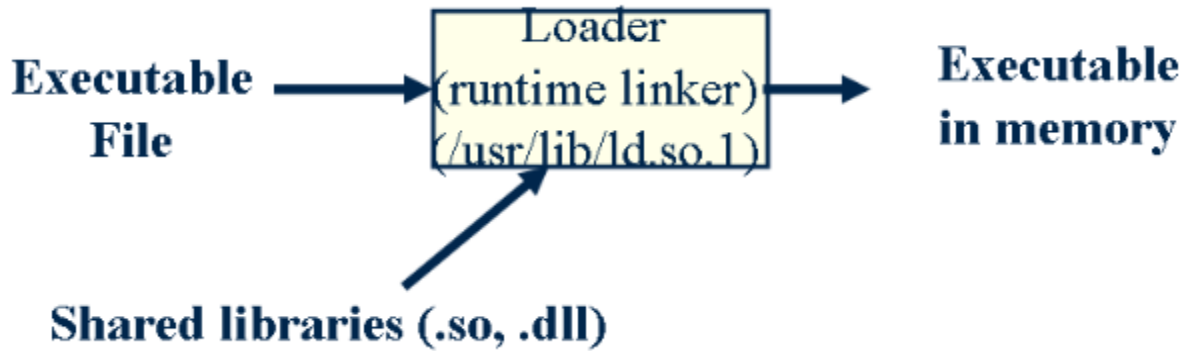 Loader
(runtime linker)
(/usr/lib/ld.so.1)
Executable
File
Executable
in memory
Shared libraries (.so, .dll)